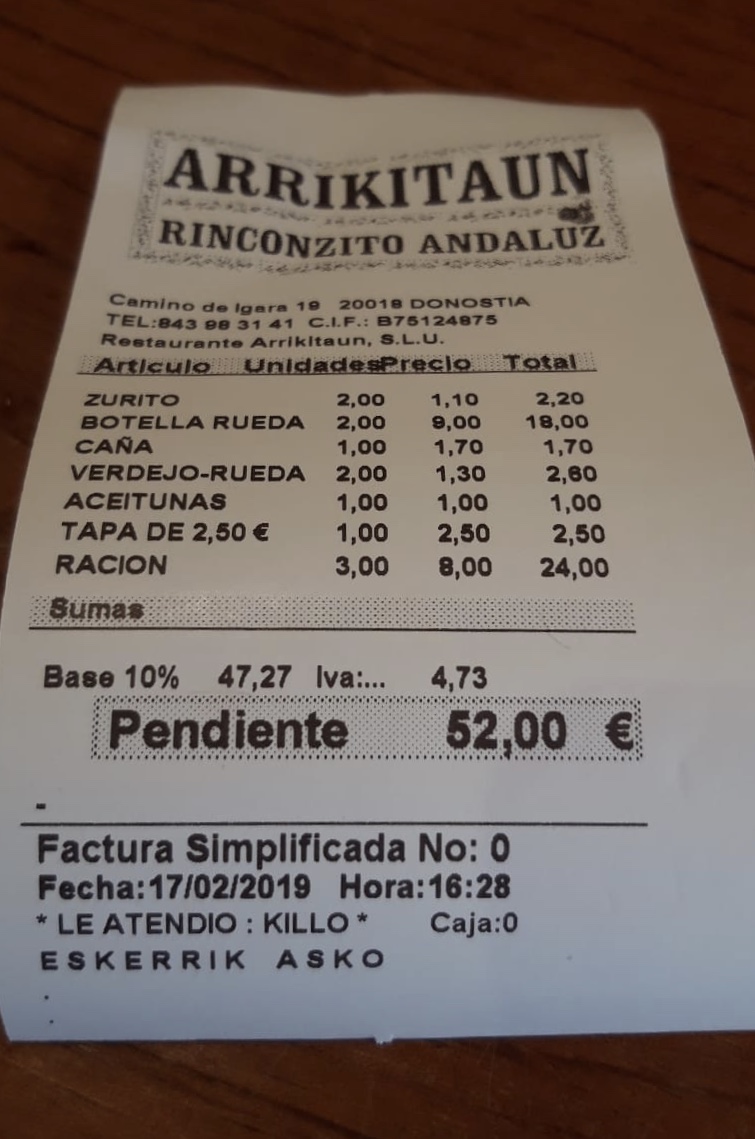 ARRIKITAUN
RINCONZITO ANDALUZ
Camino de Igara 19 20018 DONOSTIA
TEL:843 98 31 41 C.I.F.: B75124875
Restaurante Arrikitaun, S.L.U.
Articulo UnidadesPrecio Total
ZURITO 2,00 1,10 2,20
BOTELLA RUEDA 2,00 9,00 18,00
CAÑA 1,00 1,70 1,70
VERDEJO-RUEDA 2,00 1,30 2,60
ACEITUNAS 1,00 1,00 1,00
TAPA DE 2,50 € 1,00 2,50 2,50
RACION 3,00 8,00 24,00
Sumas
Base 10% 47,27 Iva:... 4,73
Pendiente 52,00 €
-
Factura Simplificada No: 0
Fecha:17/02/2019 Hora:16:28
* LE ATENDIO : KILLO * Caja:0
ESKERRIK ASKO
.
.